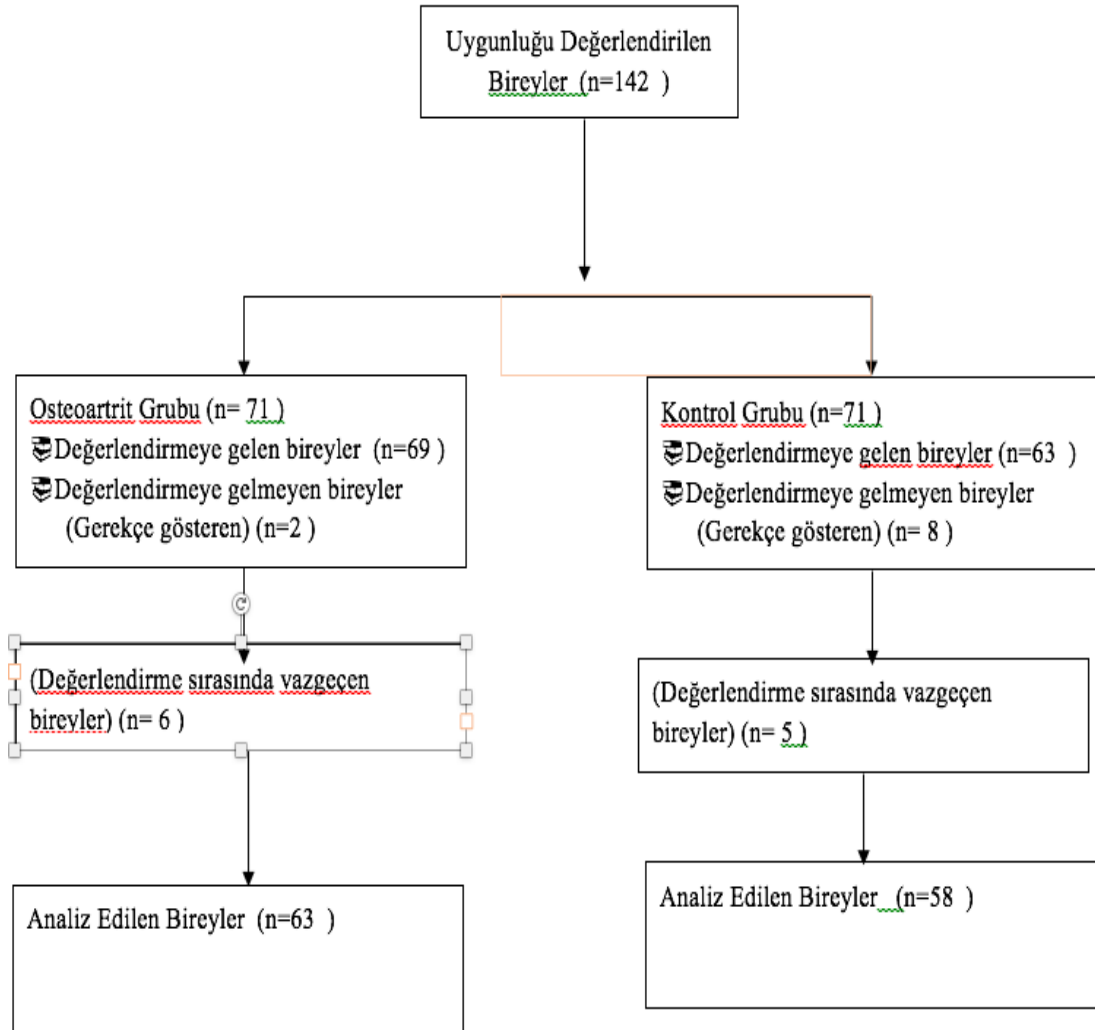 Uygunluğu Değerlendirilen
Bireyler (n=142 )
Osteoartrit Grubu (n= 71 )
Değerlendirmeye gelen bireyler (n=69 )
Değerlendirmeye gelmeyen bireyler
(Gerekçe gösteren) (n=2 )
Kontrol Grubu (n=71 )
Değerlendirmeye gelen bireyler (n=63 )
Değerlendirmeye gelmeyen bireyler
(Gerekçe gösteren) (n= 8 )
(Değerlendirme sırasında vazgeçen
bireyler) (n= 6 )
(Değerlendirme sırasında vazgeçen
bireyler) (n= 5 )
Analiz Edilen Bireyler (n=63 )
Analiz Edilen Bireyler (n=58 )